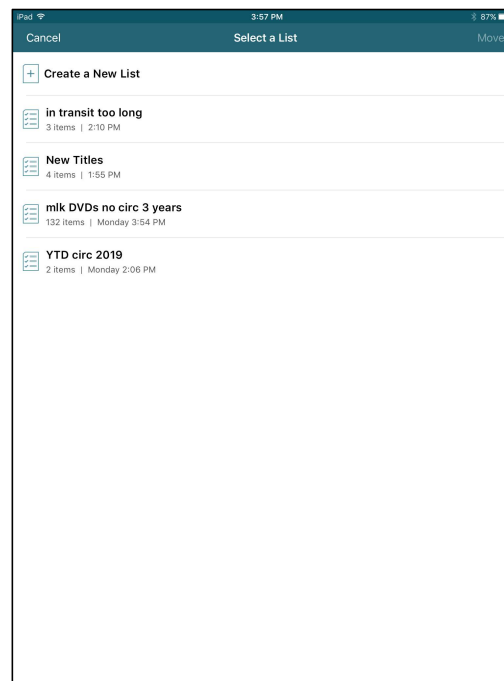 iPad 3:57 PM 87%
Cancel Select a List Move
Create a New List
in transit too long
3 items | 2:10 PM
New Titles
4 items | 1:55 PM
mlk DVDs no circ 3 years
132 items | Monday 3:54 PM
YTD circ 2019
2 items | Monday 2:06 PM